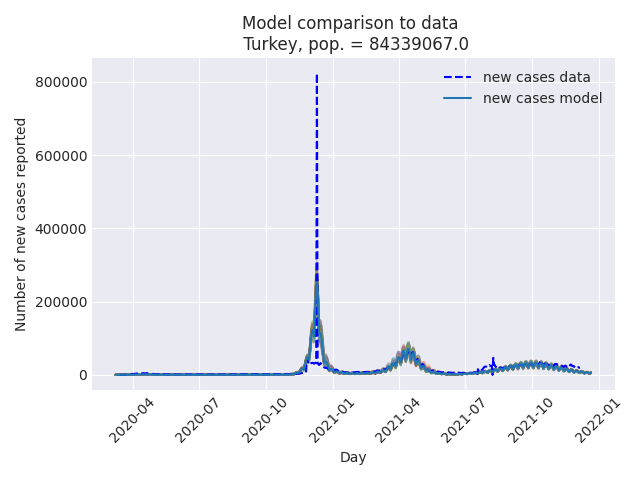 Model comparison to data
Turkey, pop. = 84339067.0
new cases data
new cases model
Number of new cases reported
800000
600000
400000
200000
0
2020-04
2020-07
2020-10
2021-01
2021-04
2021-07
2021-10
2022-01
Day